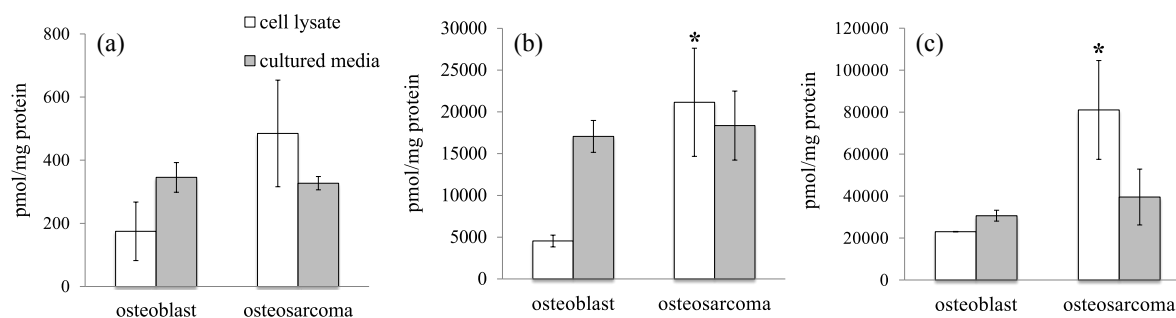 (a)
cell lysate
cultured media
pmol/mg protein
800
600
400
200
0
osteoblast
osteosarcoma
(b)
*
pmol/mg protein
30000
25000
20000
15000
10000
5000
0
osteoblast
osteosarcoma
(c)
*
pmol/mg protein
120000
100000
80000
60000
40000
20000
0
osteoblast
osteosarcoma